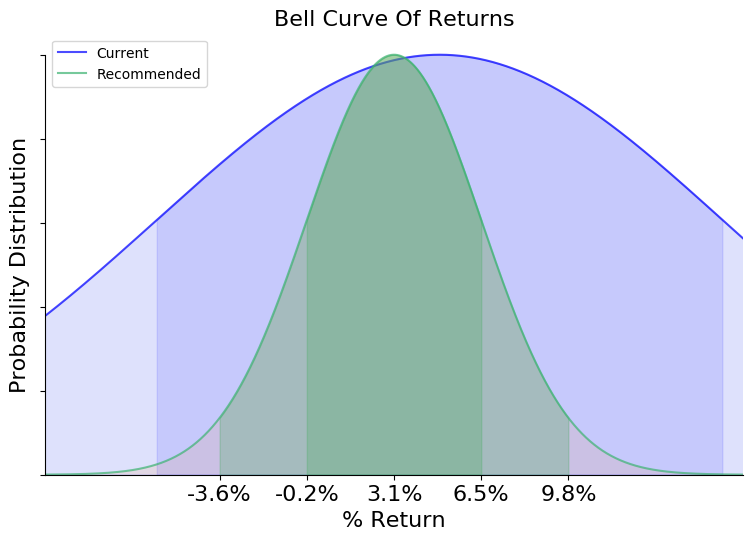 Bell Curve Of Returns
Current
Recommended
Probability Distribution
-3.6% -0.2% 3.1% 6.5% 9.8%
% Return